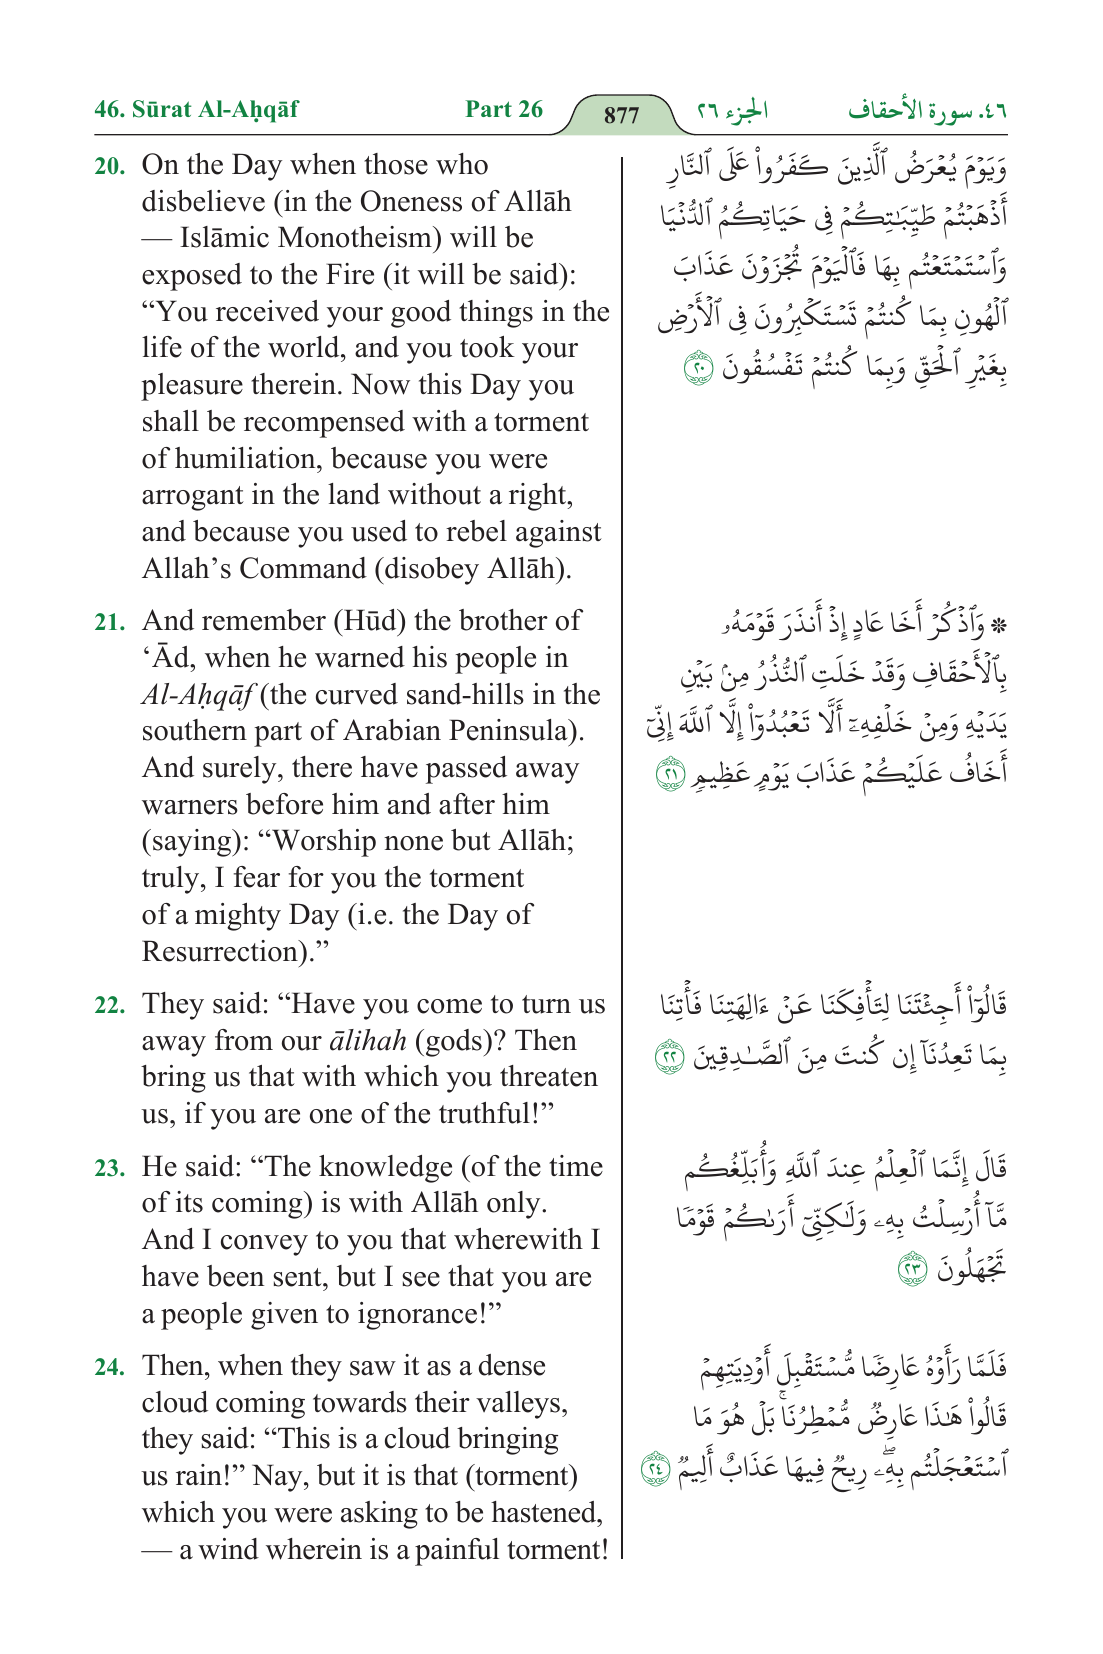 46. Sūrat Al-Aḥqāf Part 26 877 الجزء ٢٦ ٤٦. سورة الأحقاف
20. On the Day when those who
disbelieve (in the Oneness of Allāh
— Islāmic Monotheism) will be
exposed to the Fire (it will be said):
“You received your good things in the
life of the world, and you took your
pleasure therein. Now this Day you
shall be recompensed with a torment
of humiliation, because you were
arrogant in the land without a right,
and because you used to rebel against
Allah’s Command (disobey Allāh).
وَيَوۡمَ يُعۡرَضُ ٱلَّذِينَ كَفَرُواْ عَلَى ٱلنَّارِ
أَذۡهَبۡتُمۡ طَيِّبَٰتِكُمۡ فِي حَيَاتِكُمُ ٱلدُّنۡيَا
وَٱسۡتَمۡتَعۡتُم بِهَا فَٱلۡيَوۡمَ تُجۡزَوۡنَ عَذَابَ
ٱلۡهُونِ بِمَا كُنتُمۡ تَسۡتَكۡبِرُونَ فِي ٱلۡأَرۡضِ
بِغَيۡرِ ٱلۡحَقِّ وَبِمَا كُنتُمۡ تَفۡسُقُونَ ٢٠
21. And remember (Hūd) the brother of
‘Ād, when he warned his people in
Al-Aḥqāf (the curved sand-hills in the
southern part of Arabian Peninsula).
And surely, there have passed away
warners before him and after him
(saying): “Worship none but Allāh;
truly, I fear for you the torment
of a mighty Day (i.e. the Day of
Resurrection).”
۞ وَٱذۡكُرۡ أَخَا عَادٍ إِذۡ أَنذَرَ قَوۡمَهُۥ
بِٱلۡأَحۡقَافِ وَقَدۡ خَلَتِ ٱلنُّذُرُ مِنۢ بَيۡنِ
يَدَيۡهِ وَمِنۡ خَلۡفِهِۦٓ أَلَّا تَعۡبُدُوٓاْ إِلَّا ٱللَّهَ إِنِّيٓ
أَخَافُ عَلَيۡكُمۡ عَذَابَ يَوۡمٍ عَظِيمٖ ٢١
22. They said: “Have you come to turn us
away from our ālihah (gods)? Then
bring us that with which you threaten
us, if you are one of the truthful!”
قَالُوٓاْ أَجِئۡتَنَا لِتَأۡفِكَنَا عَنۡ ءَالِهَتِنَا فَأۡتِنَا
بِمَا تَعِدُنَآ إِن كُنتَ مِنَ ٱلصَّٰدِقِينَ ٢٢
23. He said: “The knowledge (of the time
of its coming) is with Allāh only.
And I convey to you that wherewith I
have been sent, but I see that you are
a people given to ignorance!”
قَالَ إِنَّمَا ٱلۡعِلۡمُ عِندَ ٱللَّهِ وَأُبَلِّغُكُم
مَّآ أُرۡسِلۡتُ بِهِۦ وَلَٰكِنِّيٓ أَرَىٰكُمۡ قَوۡمٗا
تَجۡهَلُونَ ٢٣
24. Then, when they saw it as a dense
cloud coming towards their valleys,
they said: “This is a cloud bringing
us rain!” Nay, but it is that (torment)
which you were asking to be hastened,
— a wind wherein is a painful torment!
فَلَمَّا رَأَوۡهُ عَارِضٗا مُّسۡتَقۡبِلَ أَوۡدِيَتِهِمۡ
قَالُواْ هَٰذَا عَارِضٞ مُّمۡطِرُنَاۚ بَلۡ هُوَ مَا
ٱسۡتَعۡجَلۡتُم بِهِۦۖ رِيحٞ فِيهَا عَذَابٌ أَلِيمٞ ٢٤